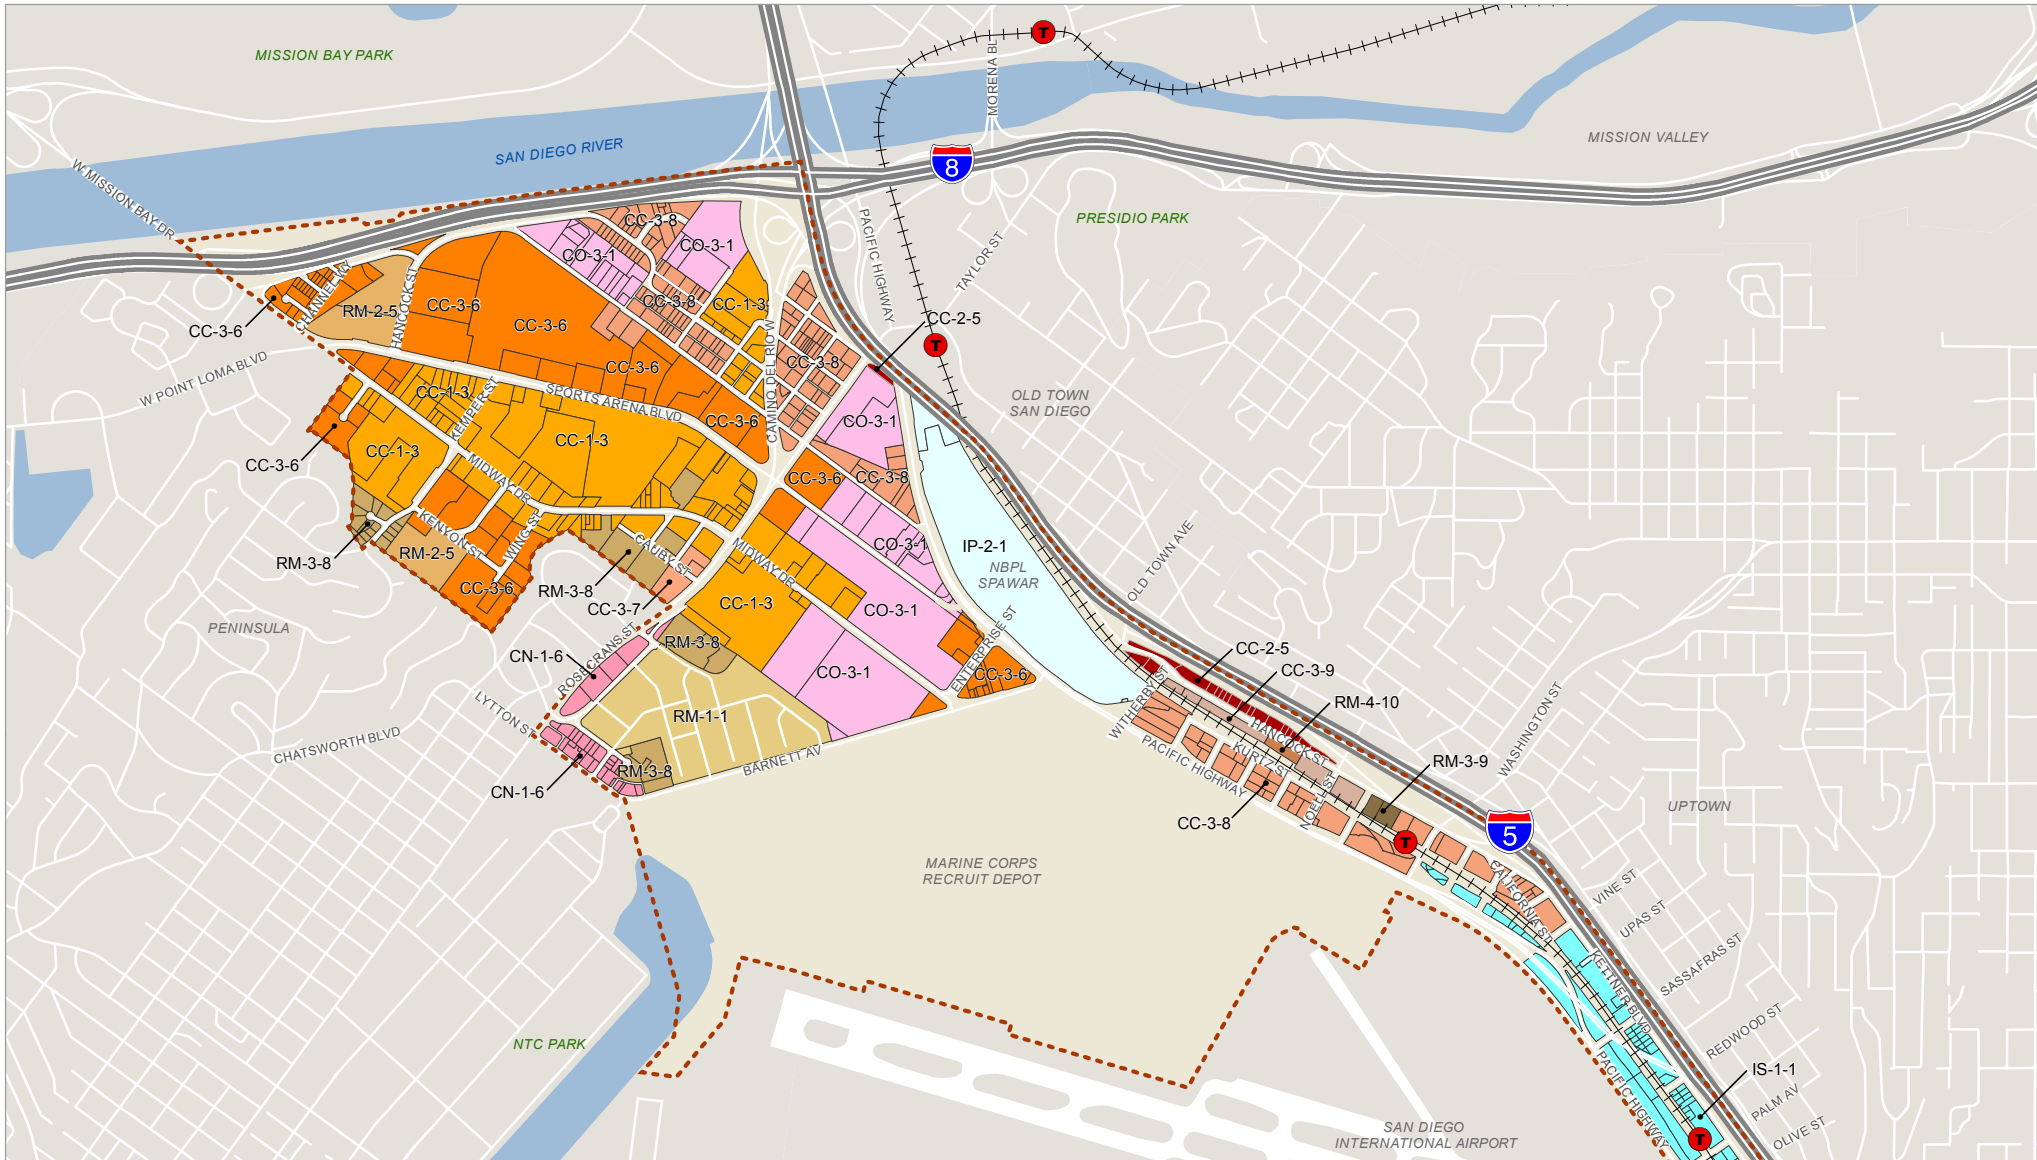 MISSION BAY PARK
T
MORENA BL
SAN DIEGO RIVER
MISSION VALLEY
8
W MISSION BAY DR
PACIFIC HIGHWAY
PRESIDIO PARK
TAYLOR ST
CC-3-8
CO-3-1
CO-3-1
CHANNEL WY
HANCOCK ST
RM-2-5
CC-3-6
CC-3-6
CC-3-6
CC-3-8
CC-1-3
CC-2-5
T
CC-3-6
CC-3-8
W POINT LOMA BLVD
CC-1-3
KEMPER ST
SPORTS ARENA BLVD
CAMINO DEL RIO W
OLD TOWN
SAN DIEGO
CC-3-6
CO-3-1
CC-1-3
CC-1-3
CC-3-6
MIDWAY DR
CC-3-6
CC-3-8
KENYON ST
WING ST
RM-3-8
RM-2-5
CC-3-6
CAUBY ST
RM-3-8
CC-3-7
MIDWAY DR
CO-3-1
IP-2-1
NBPL
SPAWAR
OLD TOWN AVE
CC-1-3
CO-3-1
PENINSULA
RM-3-8
CN-1-6
ROSECRANS ST
CO-3-1
ENTERPRISE ST
CC-3-6
CC-2-5
CC-3-9
RM-4-10
WITHERBY ST
LYTTON ST
RM-1-1
CHATSWORTH BLVD
BARNETT AV
RM-3-8
CN-1-6
HANCOCK ST
KURTZ ST
PACIFIC HIGHWAY
NOELL ST
CC-3-8
RM-3-9
WASHINGTON ST
UPTOWN
5
T
MARINE CORPS
RECRUIT DEPOT
CALIFORNIA ST
VINE ST
UPAS ST
SASSAFRAS ST
KETTNER BLVD
REDWOOD ST
NTC PARK
PACIFIC HIGHWAY
IS-1-1
PALM AV
OLIVE ST
T
SAN DIEGO
INTERNATIONAL AIRPORT